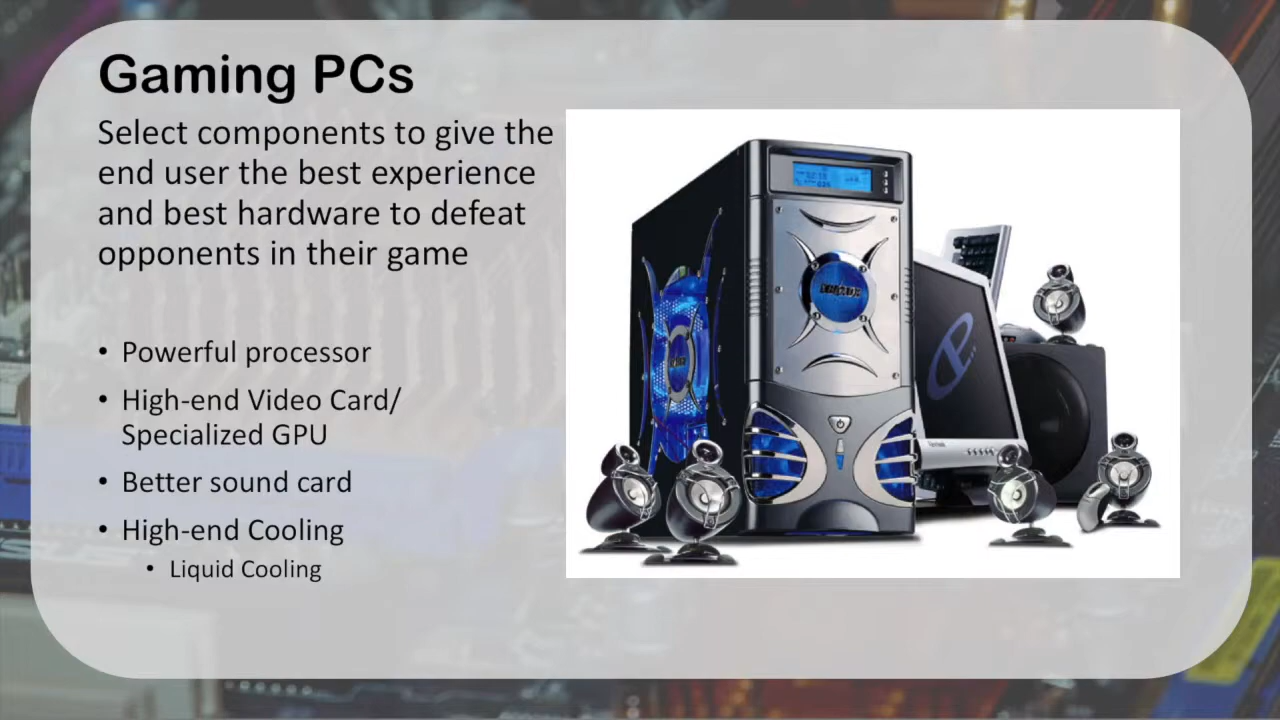 Gaming PCs
Select components to give the
end user the best experience
and best hardware to defeat
opponents in their game
• Powerful processor
• High-end Video Card/
Specialized GPU
• Better sound card
• High-end Cooling
• Liquid Cooling